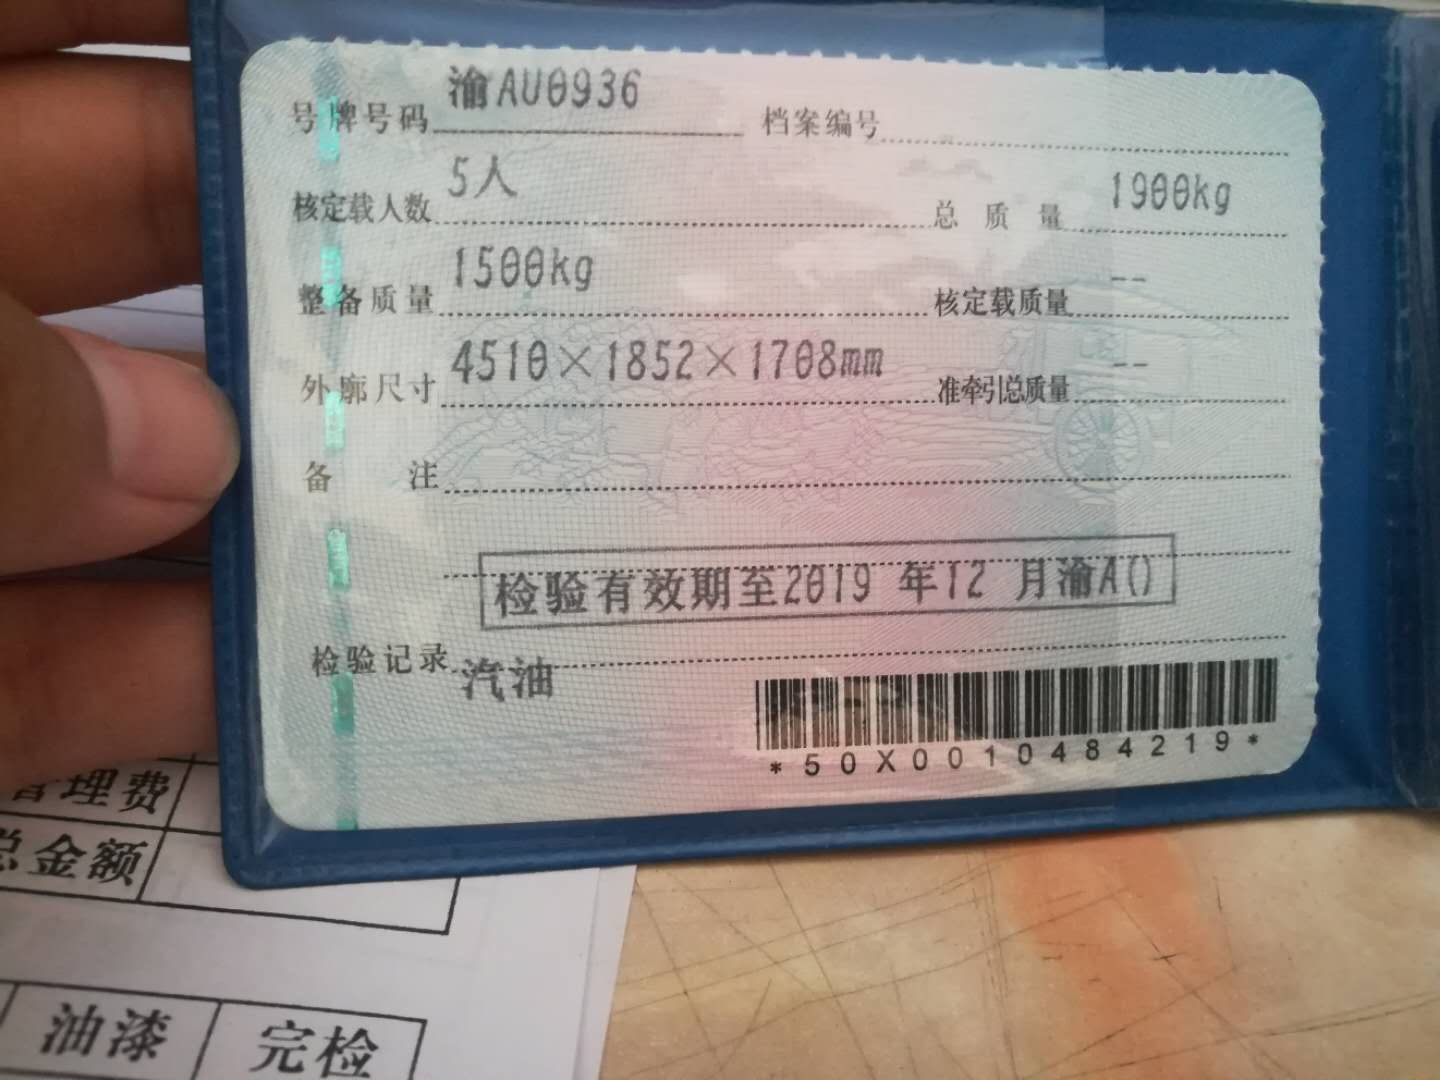 号牌号码 渝AU0936 档案编号
核定载人数 5人 总质量 1900kg
整备质量 1500kg 核定载质量 --
外廓尺寸 4510×1852×1708mm 准牵引总质量 --
备注
检验有效期至2019 年12 月渝A()
检验记录 汽油
*50X0010484219*
管理费
总金额
油漆 完检